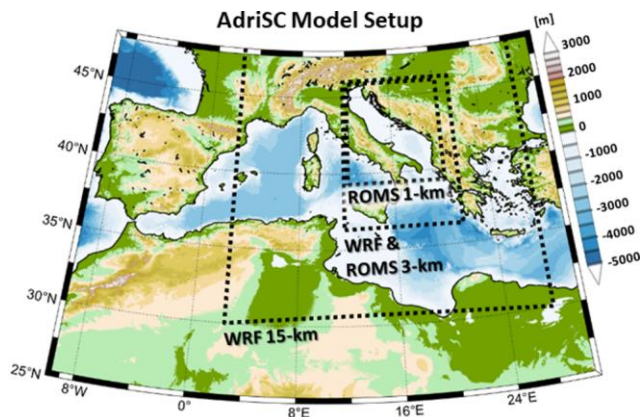 AdriSC Model Setup
[m]
3000
2000
1000
0
-1000
-2000
-3000
-4000
-5000
45°N
40°N
35°N
30°N
25°N
8°W
0°
8°E
16°E
24°E
ROMS 1-km
WRF &
ROMS 3-km
WRF 15-km